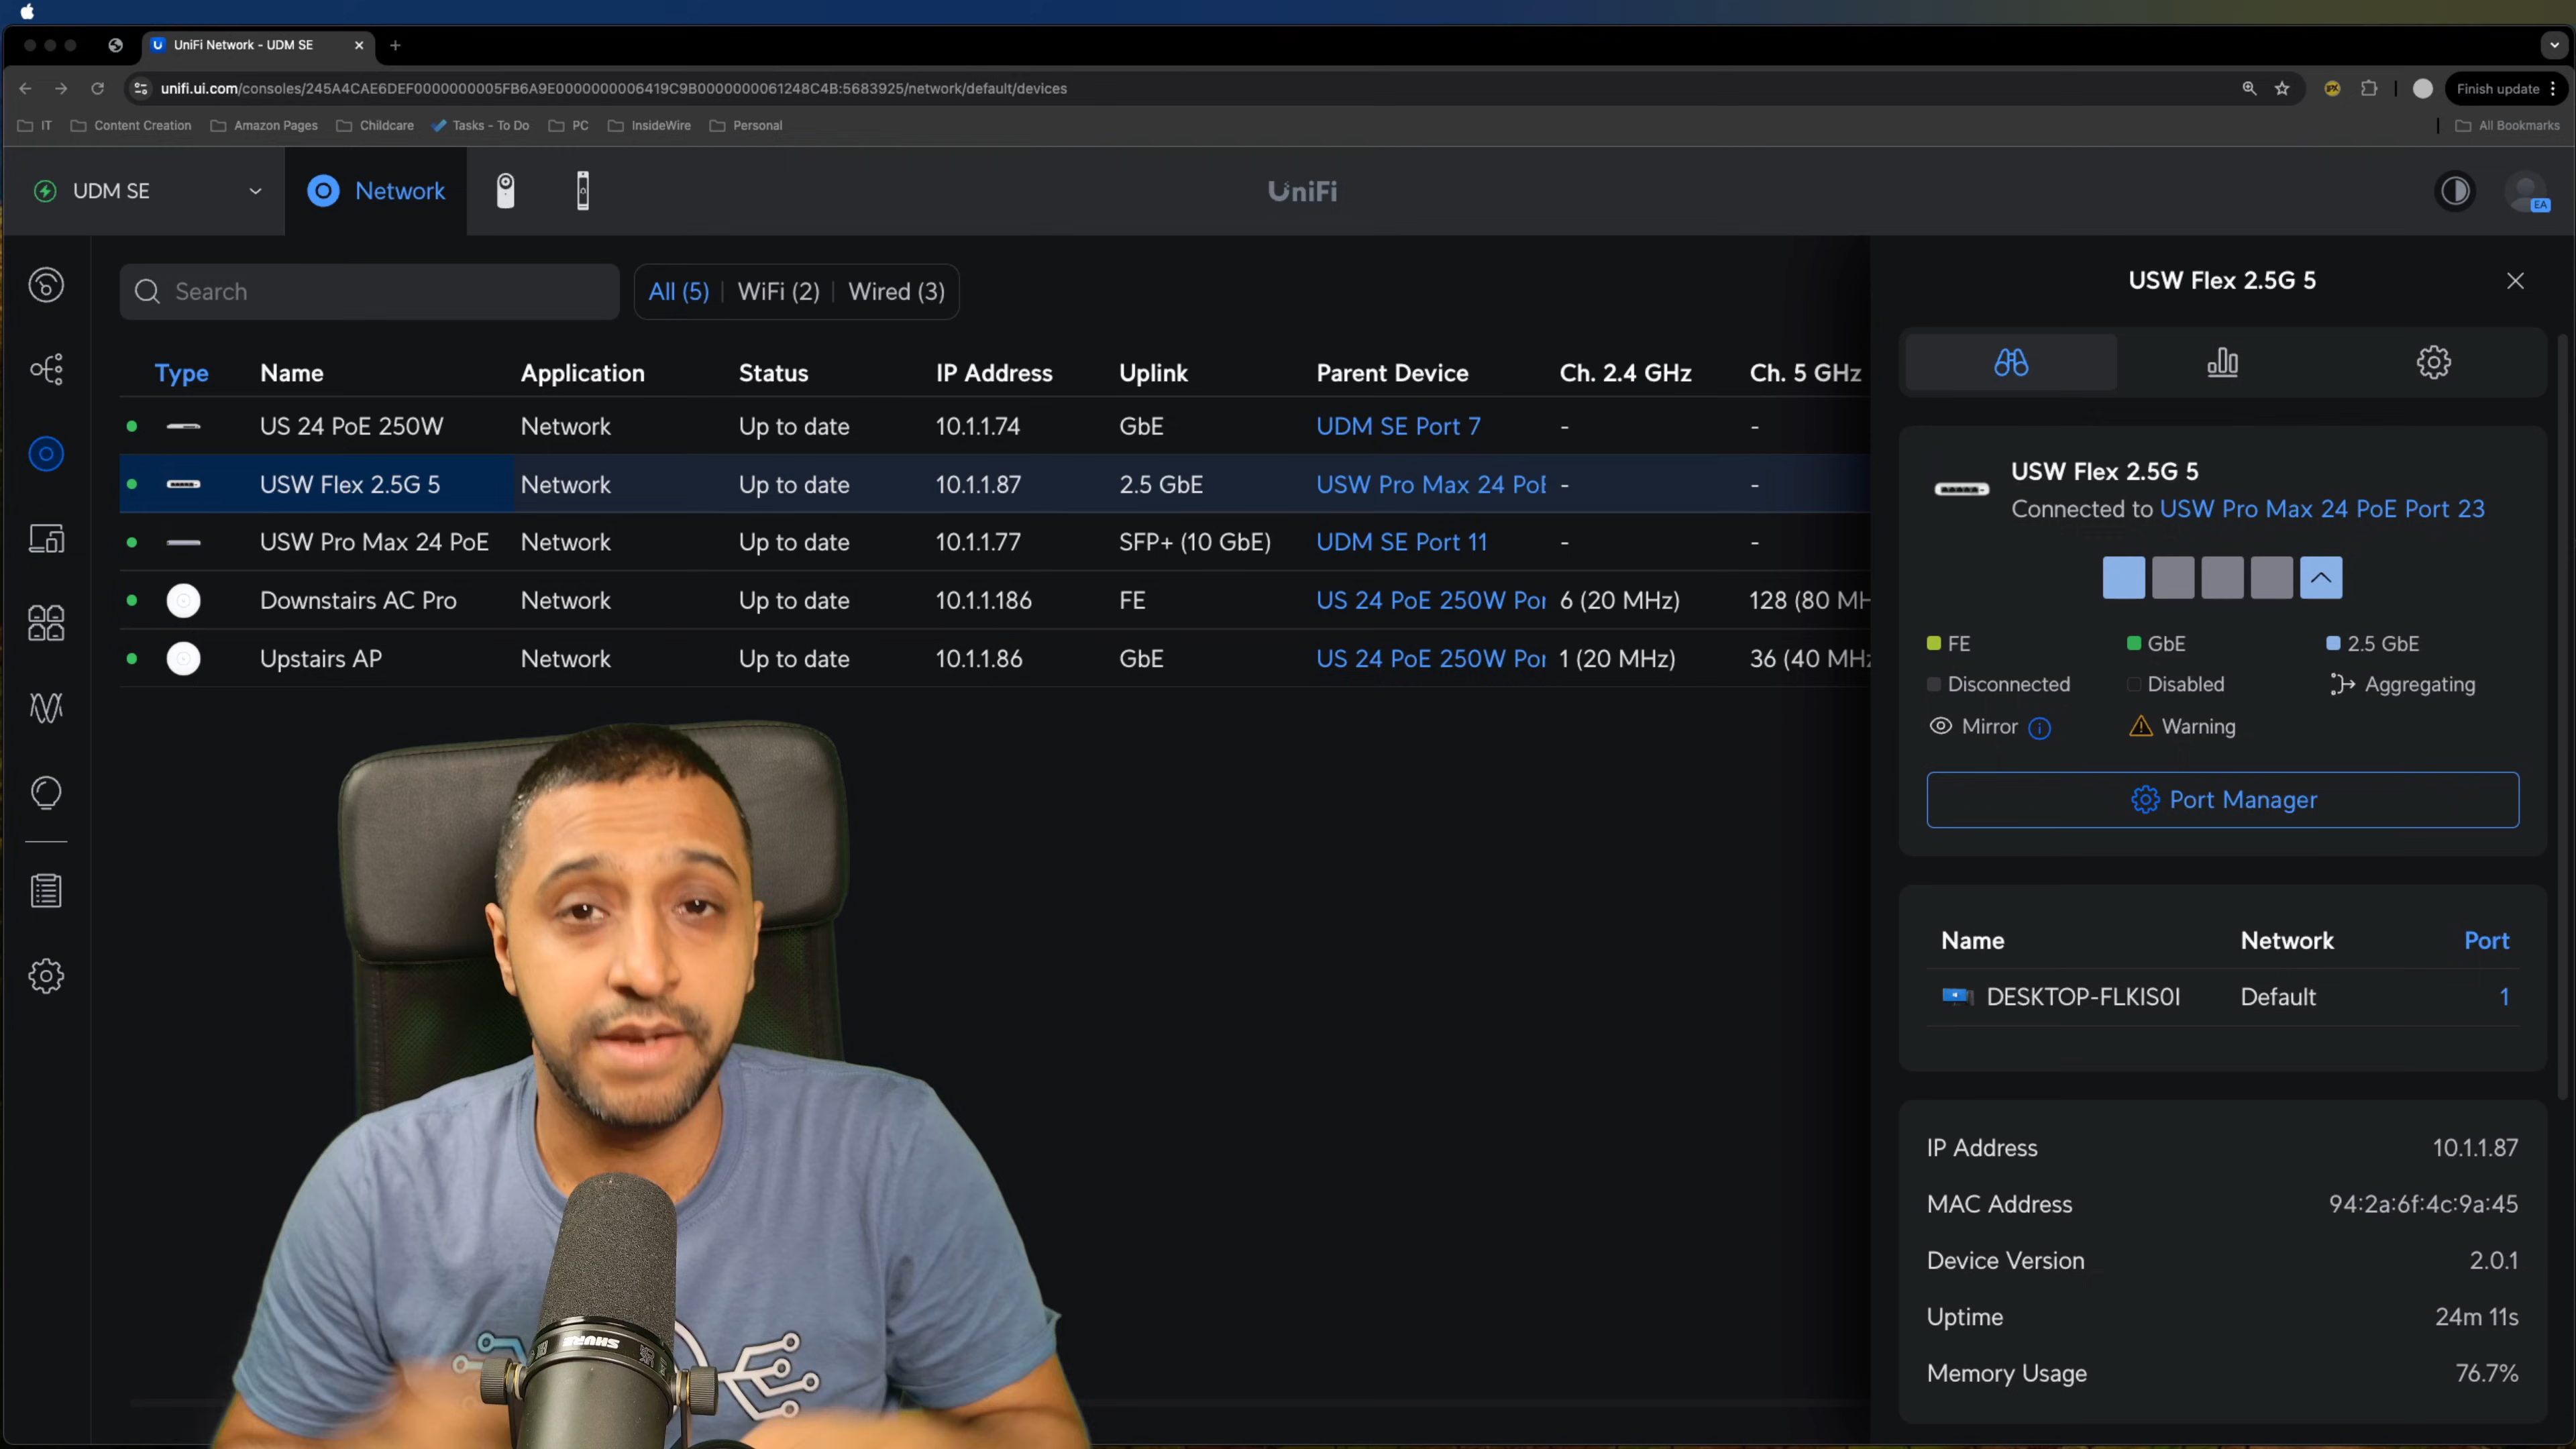 UniFi Network - UDM SE
unifi.ui.com/consoles/245A4CAE6DEF0000000005FB6A9E0000000006419C9B0000000061248C4B:5683925/network/default/devices
Finish update
IT Content Creation Amazon Pages Childcare Tasks - To Do PC InsideWire Personal All Bookmarks
UDM SE Network UniFi EA
Search All (5) WiFi (2) Wired (3)
Type Name Application Status IP Address Uplink Parent Device Ch. 2.4 GHz Ch. 5 GHz
US 24 PoE 250W Network Up to date 10.1.1.74 GbE UDM SE Port 7 - -
USW Flex 2.5G 5 Network Up to date 10.1.1.87 2.5 GbE USW Pro Max 24 PoE - -
USW Pro Max 24 PoE Network Up to date 10.1.1.77 SFP+ (10 GbE) UDM SE Port 11 - -
Downstairs AC Pro Network Up to date 10.1.1.186 FE US 24 PoE 250W Por 6 (20 MHz) 128 (80 MH
Upstairs AP Network Up to date 10.1.1.86 GbE US 24 PoE 250W Por 1 (20 MHz) 36 (40 MHz
USW Flex 2.5G 5
USW Flex 2.5G 5
Connected to USW Pro Max 24 PoE Port 23
FE GbE 2.5 GbE
Disconnected Disabled Aggregating
Mirror Warning
Port Manager
Name Network Port
DESKTOP-FLKIS0I Default 1
IP Address 10.1.1.87
MAC Address 94:2a:6f:4c:9a:45
Device Version 2.0.1
Uptime 24m 11s
Memory Usage 76.7%
SHURE